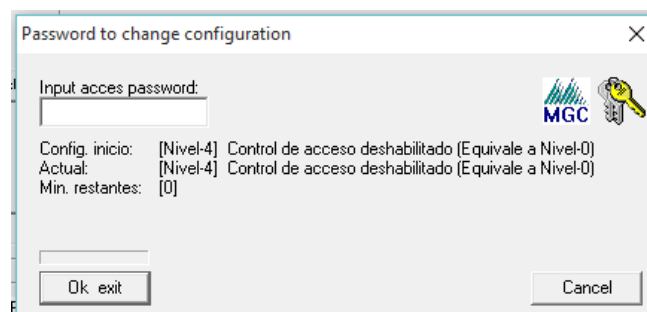 Password to change configuration
Input acces password:
MGC
Config. inicio: [Nivel-4] Control de acceso deshabilitado (Equivale a Nivel-0)
Actual: [Nivel-4] Control de acceso deshabilitado (Equivale a Nivel-0)
Min. restantes: [0]
Ok exit Cancel